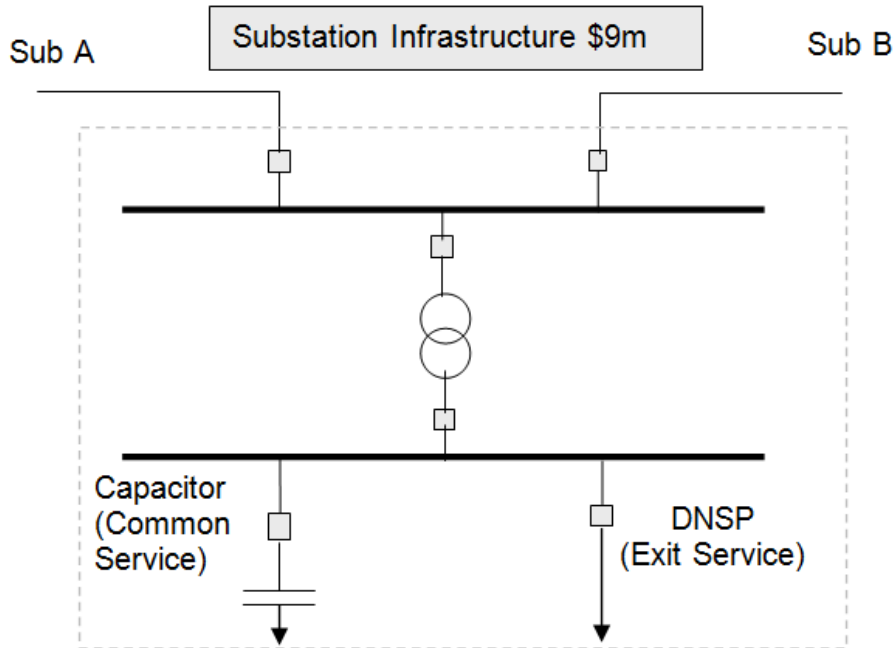 Substation Infrastructure $9m
Sub A
Sub B
Capacitor
(Common
Service)
DNSP
(Exit Service)